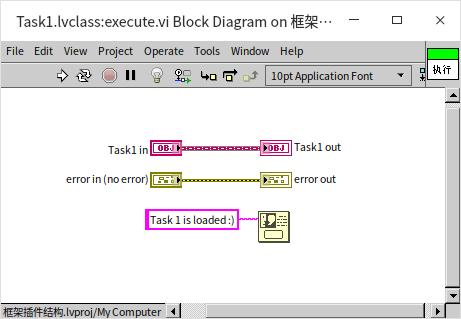 Task1.lvclass:execute.vi Block Diagram on 框架⋯
File Edit View Project Operate Tools Window Help
10pt Application Font
执行
Task1 in OBJ OBJ Task1 out
error in (no error) error out
Task 1 is loaded :)
框架插件结构.lvproj/My Computer